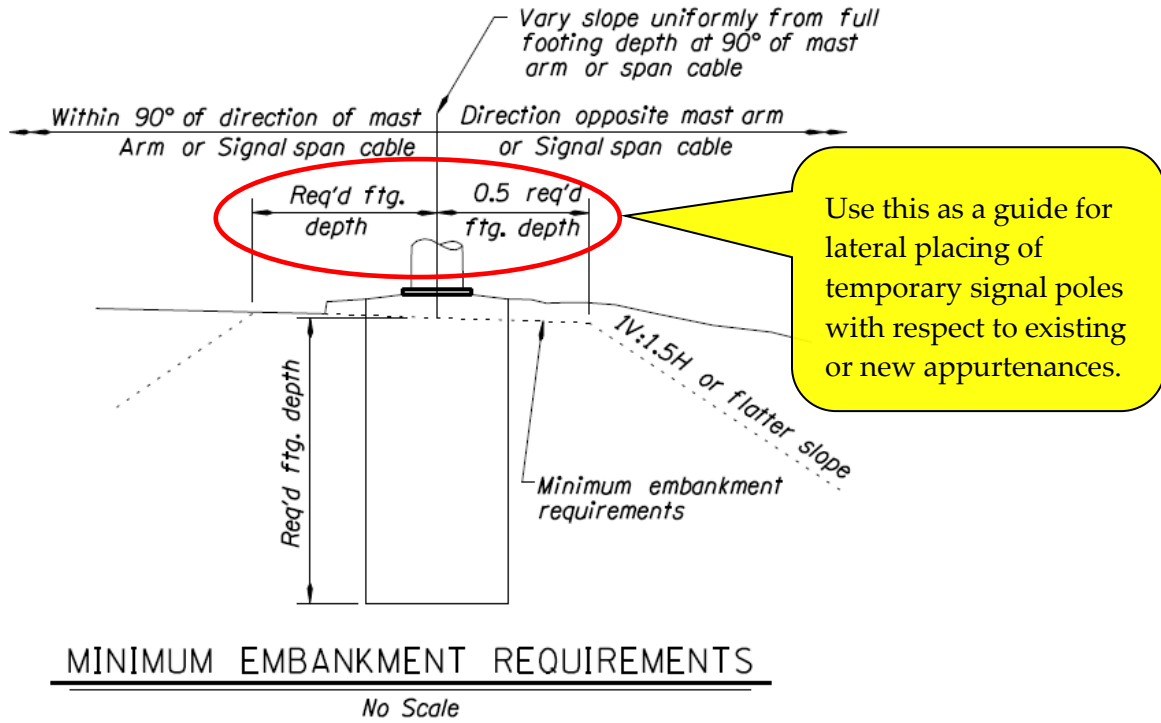 Vary slope uniformly from full
footing depth at 90° of mast
arm or span cable
Within 90° of direction of mast
Arm or Signal span cable
Direction opposite mast arm
or Signal span cable
Req'd ftg.
depth
0.5 req'd
ftg. depth
Use this as a guide for
lateral placing of
temporary signal poles
with respect to existing
or new appurtenances.
1V:1.5H or flatter slope
Req'd ftg. depth
Minimum embankment
requirements
MINIMUM EMBANKMENT REQUIREMENTS
No Scale